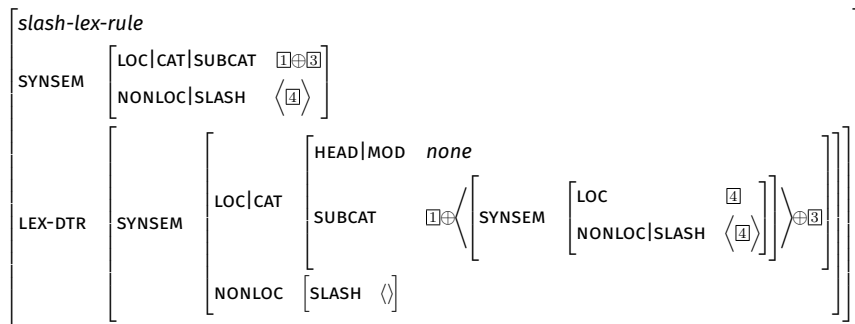 slash-lex-rule
SYNSEM LOC|CAT|SUBCAT 1⊕3
NONLOC|SLASH ⟨4⟩
LEX-DTR SYNSEM LOC|CAT HEAD|MOD none
SUBCAT 1⊕⟨[SYNSEM [LOC 4
NONLOC|SLASH ⟨4⟩]]⟩⊕3
NONLOC [SLASH ⟨⟩]